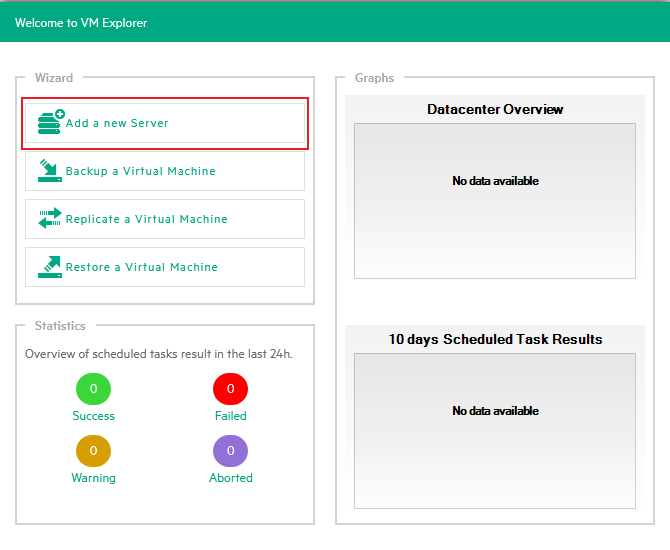 Welcome to VM Explorer
Wizard
Add a new Server
Backup a Virtual Machine
Replicate a Virtual Machine
Restore a Virtual Machine
Statistics
Overview of scheduled tasks result in the last 24h.
0
0
Success
Failed
0
0
Warning
Aborted
Graphs
Datacenter Overview
No data available
10 days Scheduled Task Results
No data available